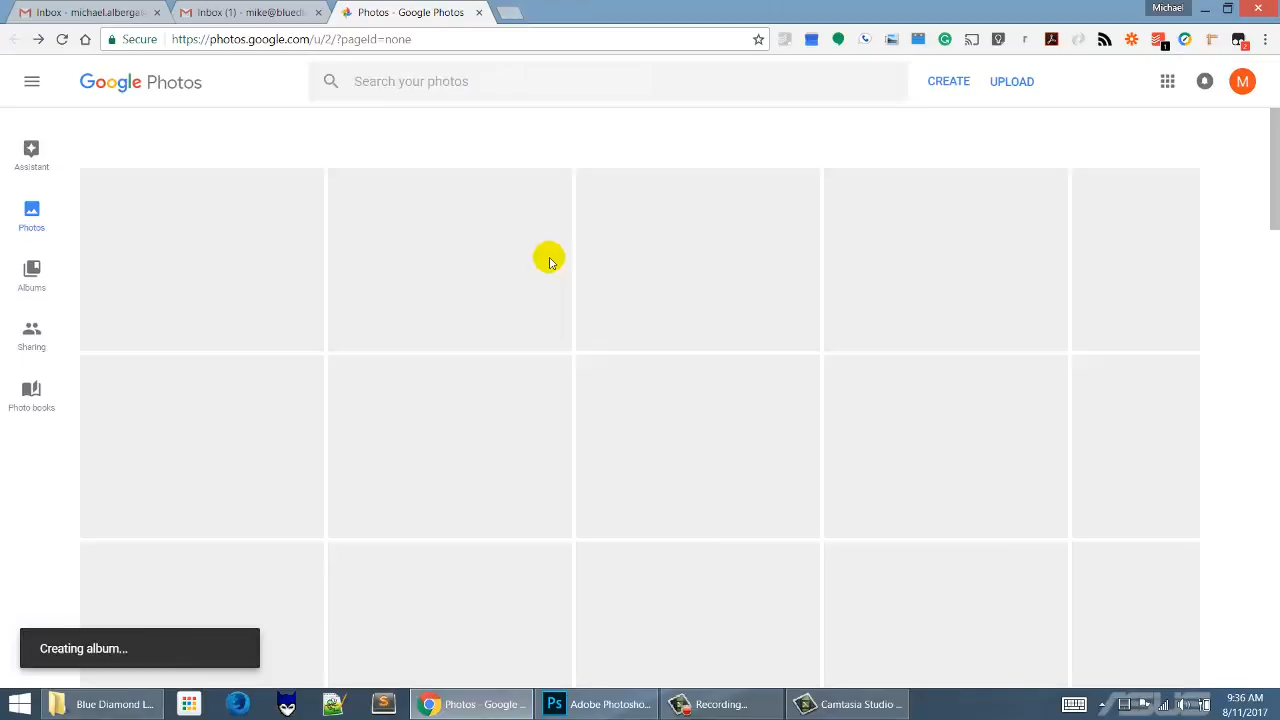 Inbox - michael.alberga
Inbox (1) - mike@bluedl
Photos - Google Photos
Michael
Secure
https://photos.google.com/u/2/?pageId=none
Google Photos
Search your photos
CREATE
UPLOAD
M
Assistant
Photos
Albums
Sharing
Photo books
Creating album...
Blue Diamond L...
Photos - Google ...
Ps
Adobe Photosho...
Recording...
Camtasia Studio ...
9:36 AM
8/11/2017